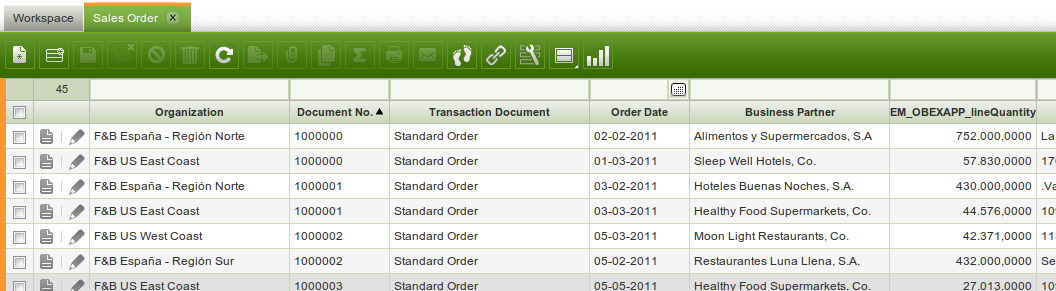 Workspace Sales Order
45
Organization Document No. Transaction Document Order Date Business Partner EM_OBEXAPP_lineQuantity
F&B España - Región Norte 1000000 Standard Order 02-02-2011 Alimentos y Supermercados, S.A 752.000,0000 La
F&B US East Coast 1000000 Standard Order 01-03-2011 Sleep Well Hotels, Co. 57.830,0000 17
F&B España - Región Norte 1000001 Standard Order 03-02-2011 Hoteles Buenas Noches, S.A. 430.000,0000 .Va
F&B US East Coast 1000001 Standard Order 03-03-2011 Healthy Food Supermarkets, Co. 44.576,0000 10
F&B US West Coast 1000002 Standard Order 05-03-2011 Moon Light Restaurants, Co. 42.371,0000 11
F&B España - Región Sur 1000002 Standard Order 05-02-2011 Restaurantes Luna Llena, S.A. 432.000,0000 Se
F&B US East Coast 1000003 Standard Order 05-05-2011 Healthy Food Supermarkets, Co. 27.013,0000 10